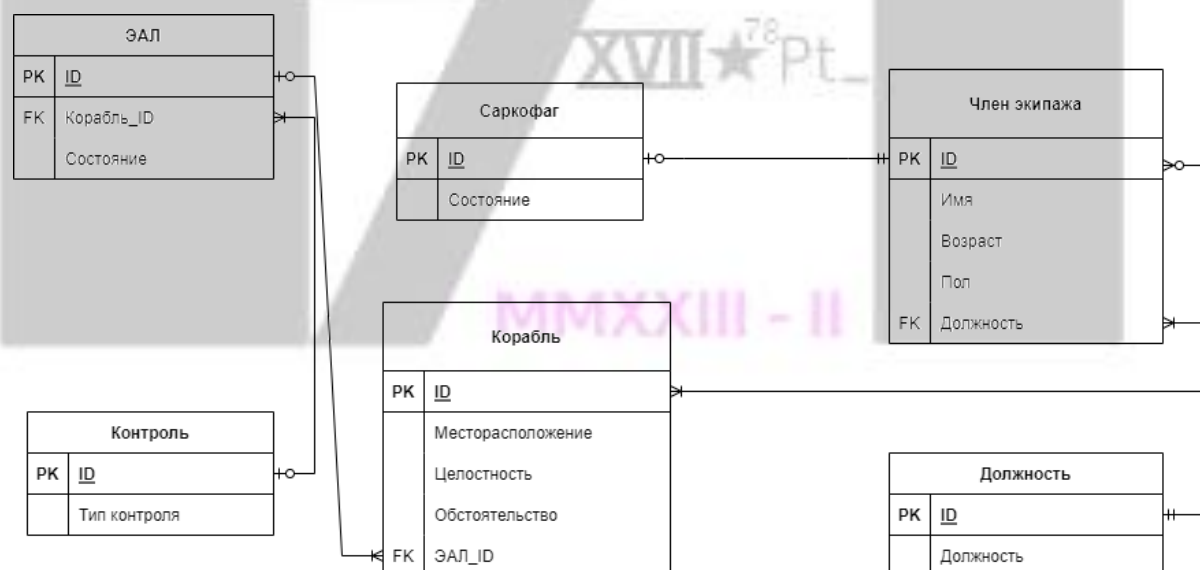 ЭАЛ
PK ID
FK Корабль_ID
Состояние
XVII★78Pt_
Саркофаг
PK ID
Состояние
Член экипажа
PK ID
Имя
Возраст
Пол
FK Должность
MMXXIII - II
Корабль
PK ID
Месторасположение
Целостность
Обстоятельство
FK ЭАЛ_ID
Контроль
PK ID
Тип контроля
Должность
PK ID
Должность